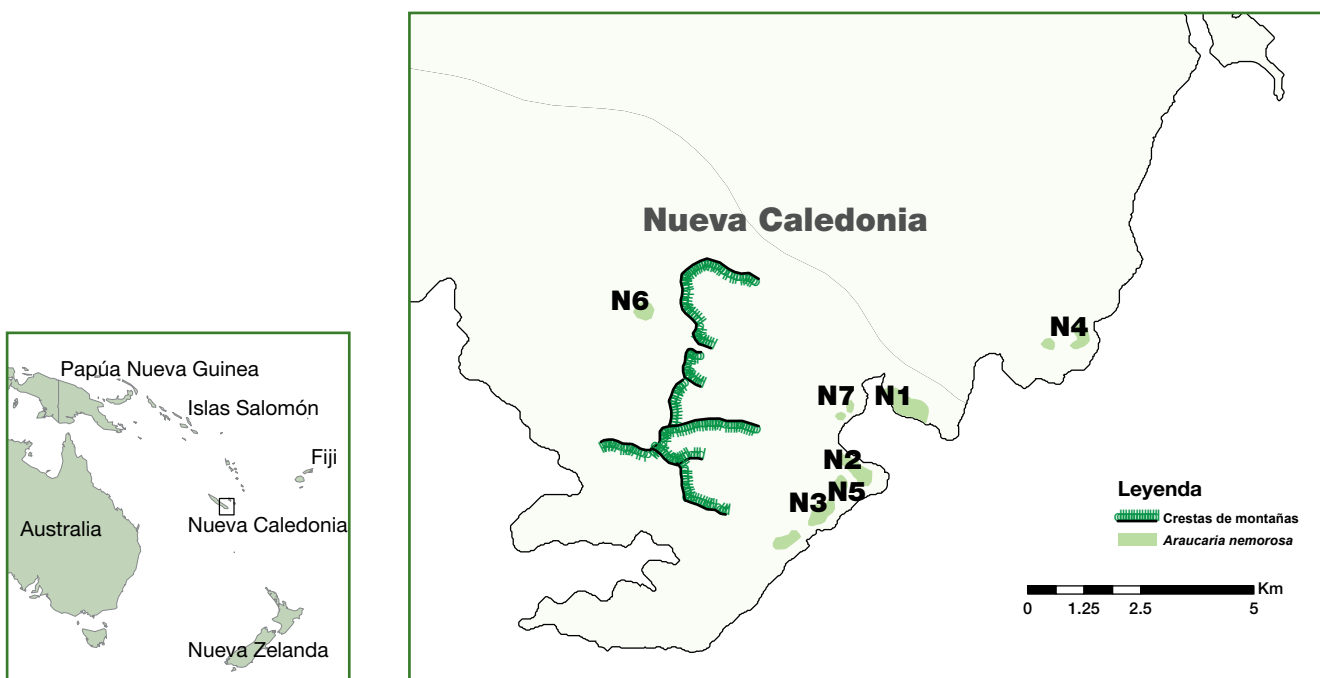 Papúa Nueva Guinea
Islas Salomón
Fiji
Australia
Nueva Caledonia
Nueva Zelanda
Nueva Caledonia
N6
N4
N7
N1
N2
N5
N3
Leyenda
Crestas de montañas
Araucaria nemorosa
Km
0 1.25 2.5 5